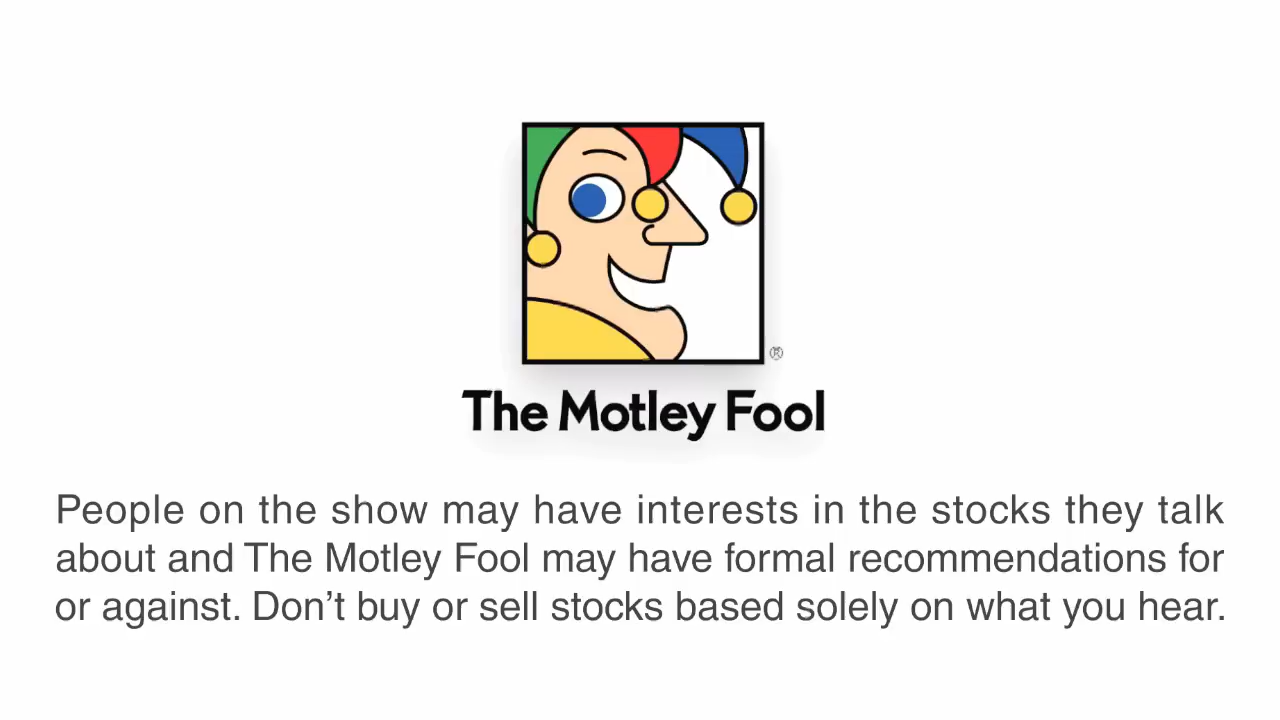 ®
The Motley Fool
People on the show may have interests in the stocks they talk
about and The Motley Fool may have formal recommendations for
or against. Don’t buy or sell stocks based solely on what you hear.